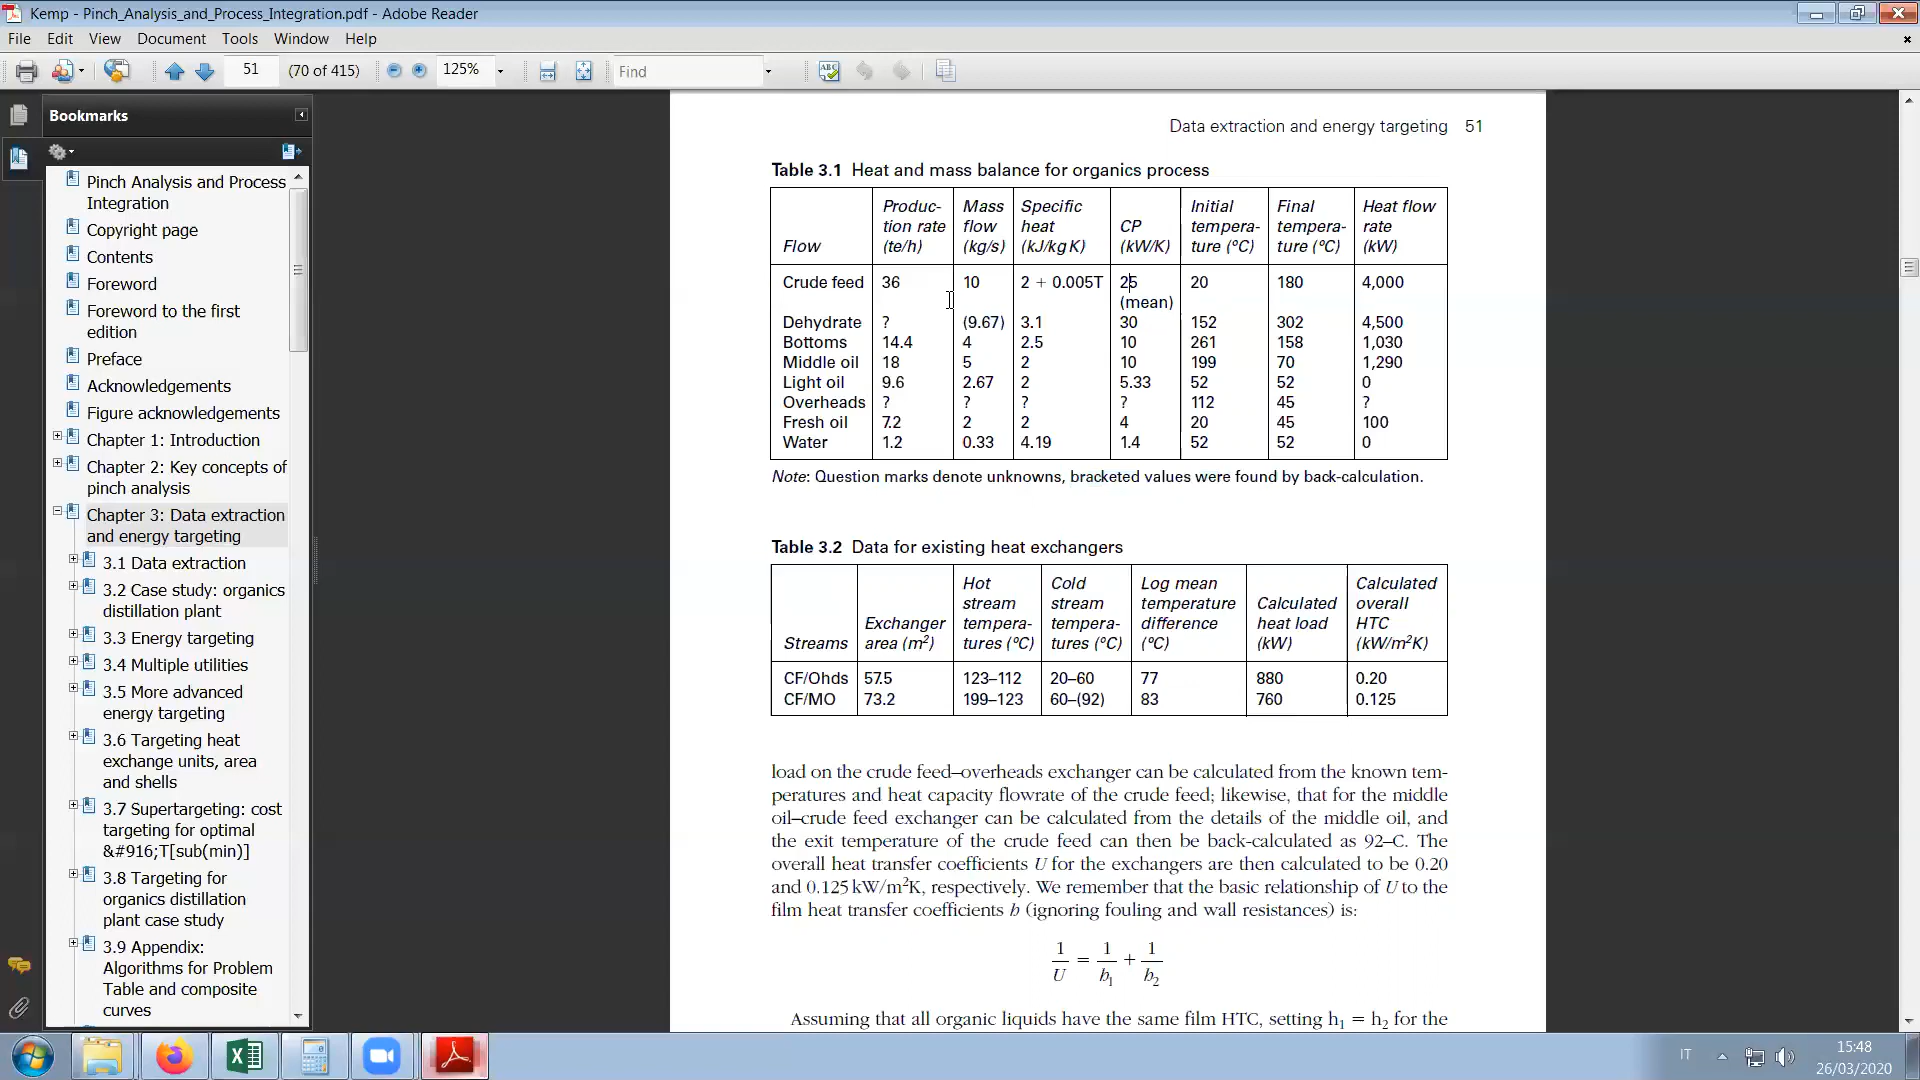 Kemp - Pinch_Analysis_and_Process_Integration.pdf - Adobe Reader
File Edit View Document Tools Window Help
51 (70 of 415) 125% Find
Bookmarks
Pinch Analysis and Process
Integration
Copyright page
Contents
Foreword
Foreword to the first
edition
Preface
Acknowledgements
Figure acknowledgements
Chapter 1: Introduction
Chapter 2: Key concepts of
pinch analysis
Chapter 3: Data extraction
and energy targeting
3.1 Data extraction
3.2 Case study: organics
distillation plant
3.3 Energy targeting
3.4 Multiple utilities
3.5 More advanced
energy targeting
3.6 Targeting heat
exchange units, area
and shells
3.7 Supertargeting: cost
targeting for optimal
&#916;T[sub(min)]
3.8 Targeting for
organics distillation
plant case study
3.9 Appendix:
Algorithms for Problem
Table and composite
curves
Data extraction and energy targeting 51
Table 3.1 Heat and mass balance for organics process
Produc- Mass Specific Initial Final Heat flow
tion rate flow heat CP tempera- tempera- rate
Flow (te/h) (kg/s) (kJ/kg K) (kW/K) ture (°C) ture (°C) (kW)
Crude feed 36 10 2 + 0.005T 25 20 180 4,000
(mean)
Dehydrate ? (9.67) 3.1 30 152 302 4,500
Bottoms 14.4 4 2.5 10 261 158 1,030
Middle oil 18 5 2 10 199 70 1,290
Light oil 9.6 2.67 2 5.33 52 52 0
Overheads ? ? ? ? 112 45 ?
Fresh oil 7.2 2 2 4 20 45 100
Water 1.2 0.33 4.19 1.4 52 52 0
Note: Question marks denote unknowns, bracketed values were found by back-calculation.
Table 3.2 Data for existing heat exchangers
Hot Cold Log mean Calculated
stream stream temperature Calculated overall
Exchanger tempera- tempera- difference heat load HTC
Streams area (m²) tures (°C) tures (°C) (°C) (kW) (kW/m²K)
CF/Ohds 57.5 123–112 20–60 77 880 0.20
CF/MO 73.2 199–123 60–(92) 83 760 0.125
load on the crude feed–overheads exchanger can be calculated from the known tem-
peratures and heat capacity flowrate of the crude feed; likewise, that for the middle
oil–crude feed exchanger can be calculated from the details of the middle oil, and
the exit temperature of the crude feed can then be back-calculated as 92–C. The
overall heat transfer coefficients U for the exchangers are then calculated to be 0.20
and 0.125 kW/m²K, respectively. We remember that the basic relationship of U to the
film heat transfer coefficients h (ignoring fouling and wall resistances) is:
1/U = 1/h₁ + 1/h₂
Assuming that all organic liquids have the same film HTC, setting h₁ = h₂ for the
IT
15:48
26/03/2020